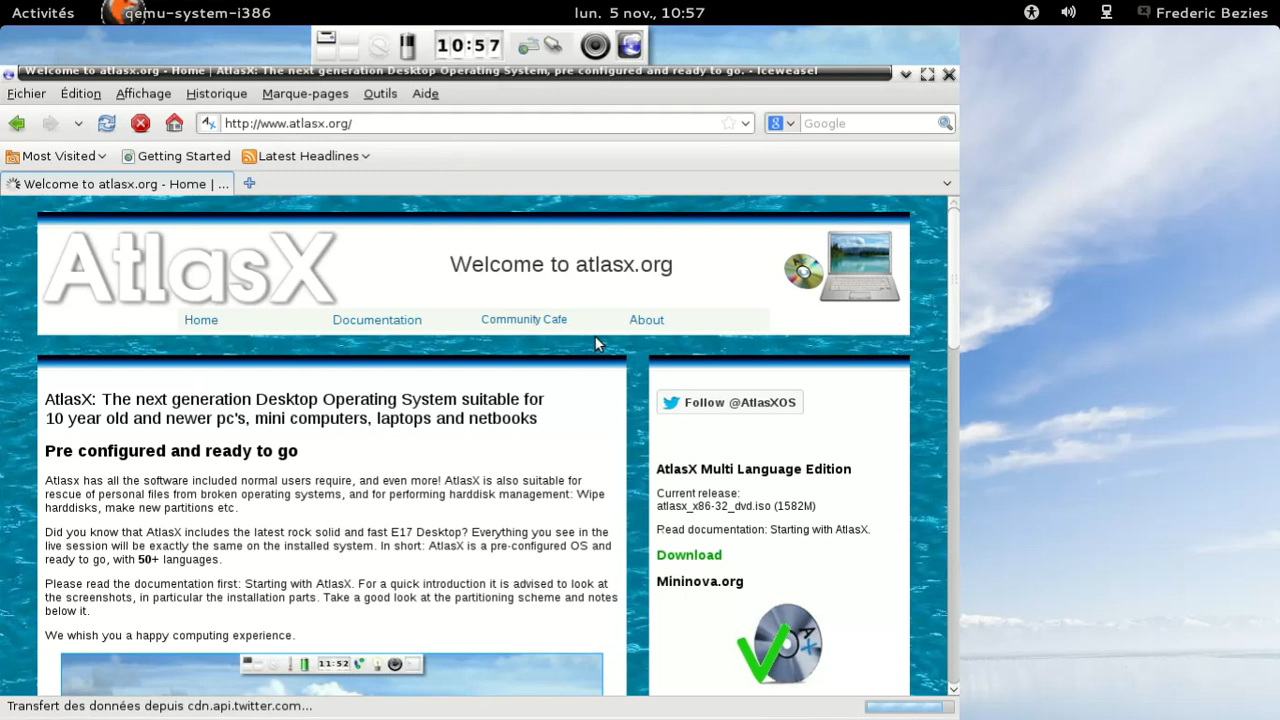 Activités qemu-system-i386 lun. 5 nov., 10:57 Frederic Bezies
10:57
Welcome to atlasx.org - Home | AtlasX: The next generation Desktop Operating System, pre configured and ready to go. - Iceweasel
Fichier Édition Affichage Historique Marque-pages Outils Aide
http://www.atlasx.org/ Google
Most Visited Getting Started Latest Headlines
Welcome to atlasx.org - Home | ...
AtlasX Welcome to atlasx.org
Home Documentation Community Cafe About
AtlasX: The next generation Desktop Operating System suitable for
10 year old and newer pc's, mini computers, laptops and netbooks
Pre configured and ready to go
Atlasx has all the software included normal users require, and even more! AtlasX is also suitable for
rescue of personal files from broken operating systems, and for performing harddisk management: Wipe
harddisks, make new partitions etc.
Did you know that AtlasX includes the latest rock solid and fast E17 Desktop? Everything you see in the
live session will be exactly the same on the installed system. In short: AtlasX is a pre-configured OS and
ready to go, with 50+ languages.
Please read the documentation first: Starting with AtlasX. For a quick introduction it is advised to look at
the screenshots, in particular the installation parts. Take a good look at the partitioning scheme and notes
below it.
We whish you a happy computing experience.
11:52
Follow @AtlasXOS
AtlasX Multi Language Edition
Current release:
atlasx_x86-32_dvd.iso (1582M)
Read documentation: Starting with AtlasX.
Download
Mininova.org
Transfert des données depuis cdn.api.twitter.com...